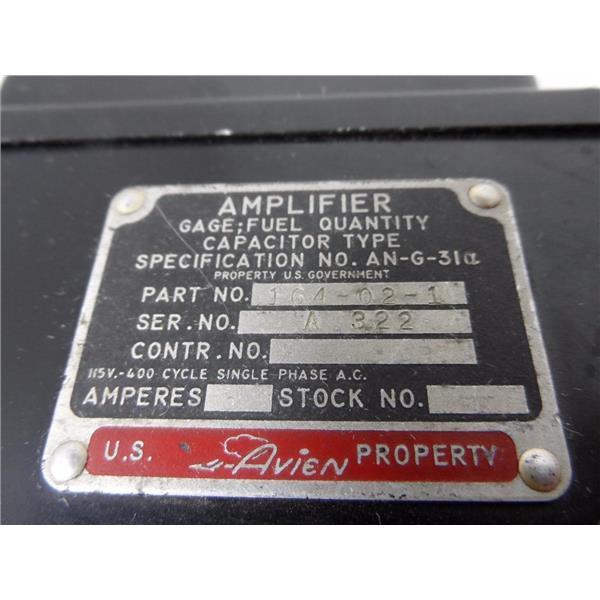 AMPLIFIER
GAGE;FUEL QUANTITY
CAPACITOR TYPE
SPECIFICATION NO. AN-G-31a
PROPERTY U.S. GOVERNMENT
PART NO. 164-02-1
SER. NO. A 322
CONTR. NO.
115V.-400 CYCLE SINGLE PHASE A.C.
AMPERES STOCK NO.
U.S. AVIEN PROPERTY